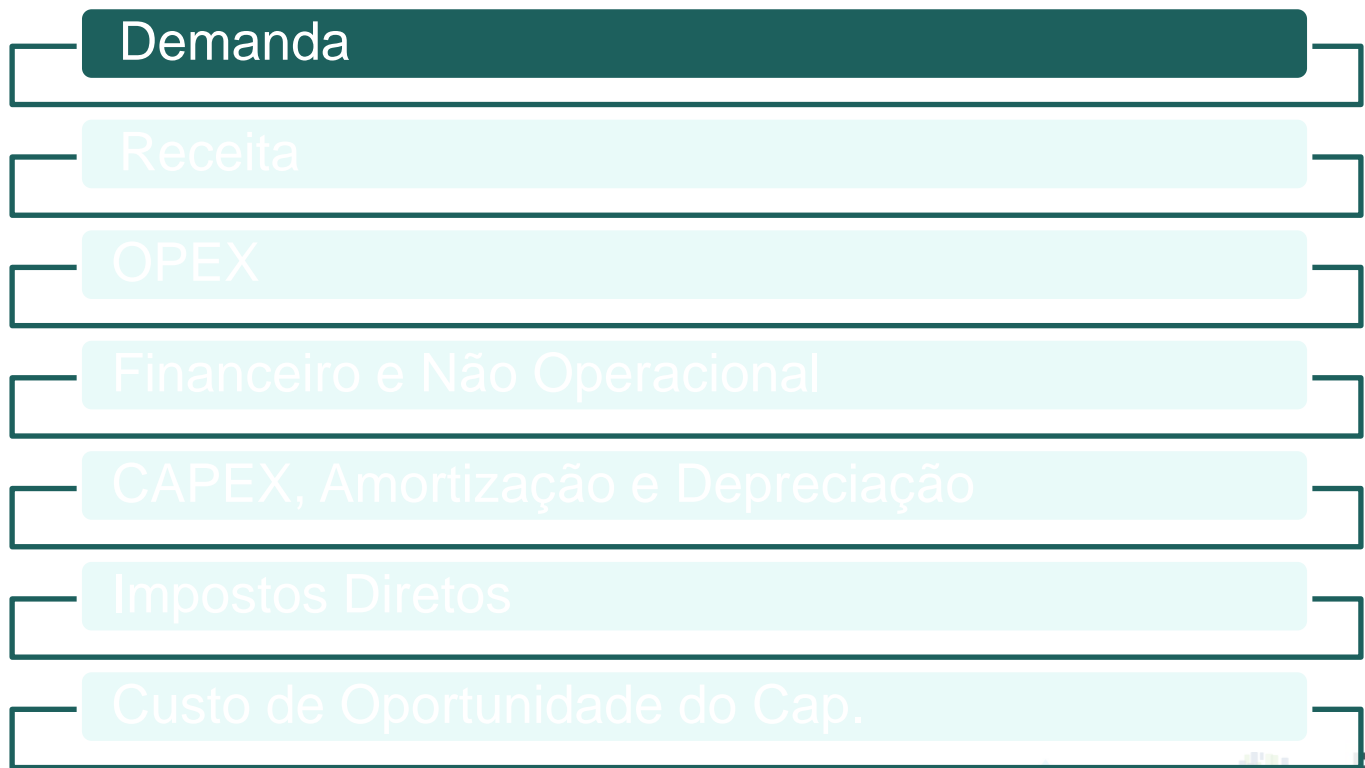 Demanda
Receita
OPEX
Financeiro e Não Operacional
CAPEX, Amortização e Depreciação
Impostos Diretos
Custo de Oportunidade do Cap.